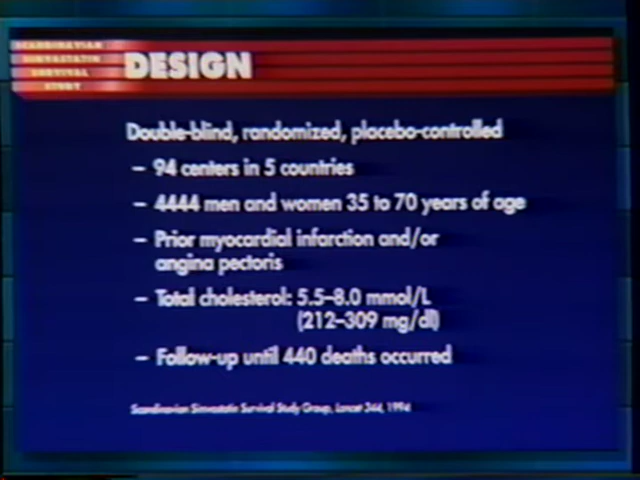 SCANDINAVIAN
SIMVASTATIN
SURVIVAL
STUDY
DESIGN
Double-blind, randomized, placebo-controlled
– 94 centers in 5 countries
– 4444 men and women 35 to 70 years of age
– Prior myocardial infarction and/or
angina pectoris
– Total cholesterol: 5.5–8.0 mmol/L
(212–309 mg/dl)
– Follow-up until 440 deaths occurred
Scandinavian Simvastatin Survival Study Group, Lancet 344, 1994